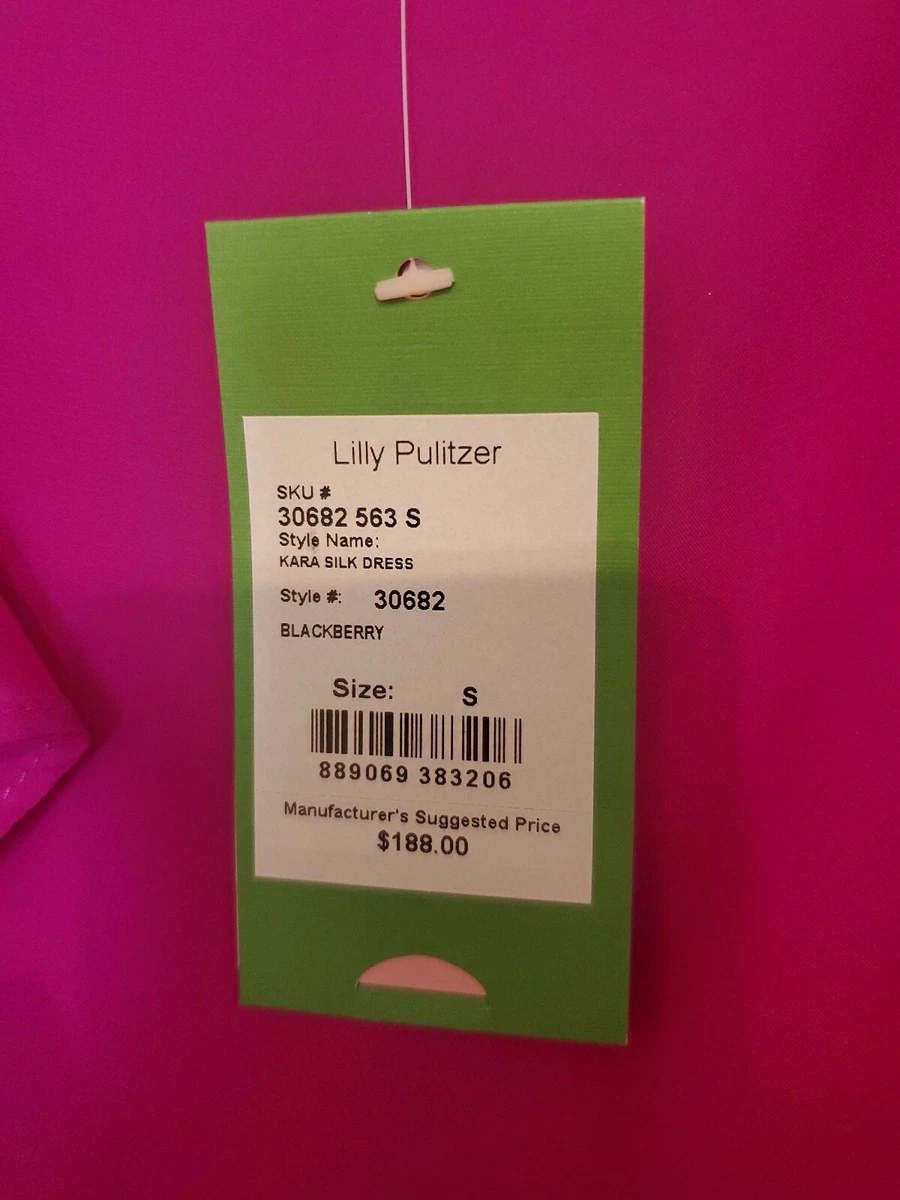 Lilly Pulitzer
SKU #
30682 563 S
Style Name:
KARA SILK DRESS
Style #: 30682
BLACKBERRY
Size: S
889069 383206
Manufacturer's Suggested Price
$188.00